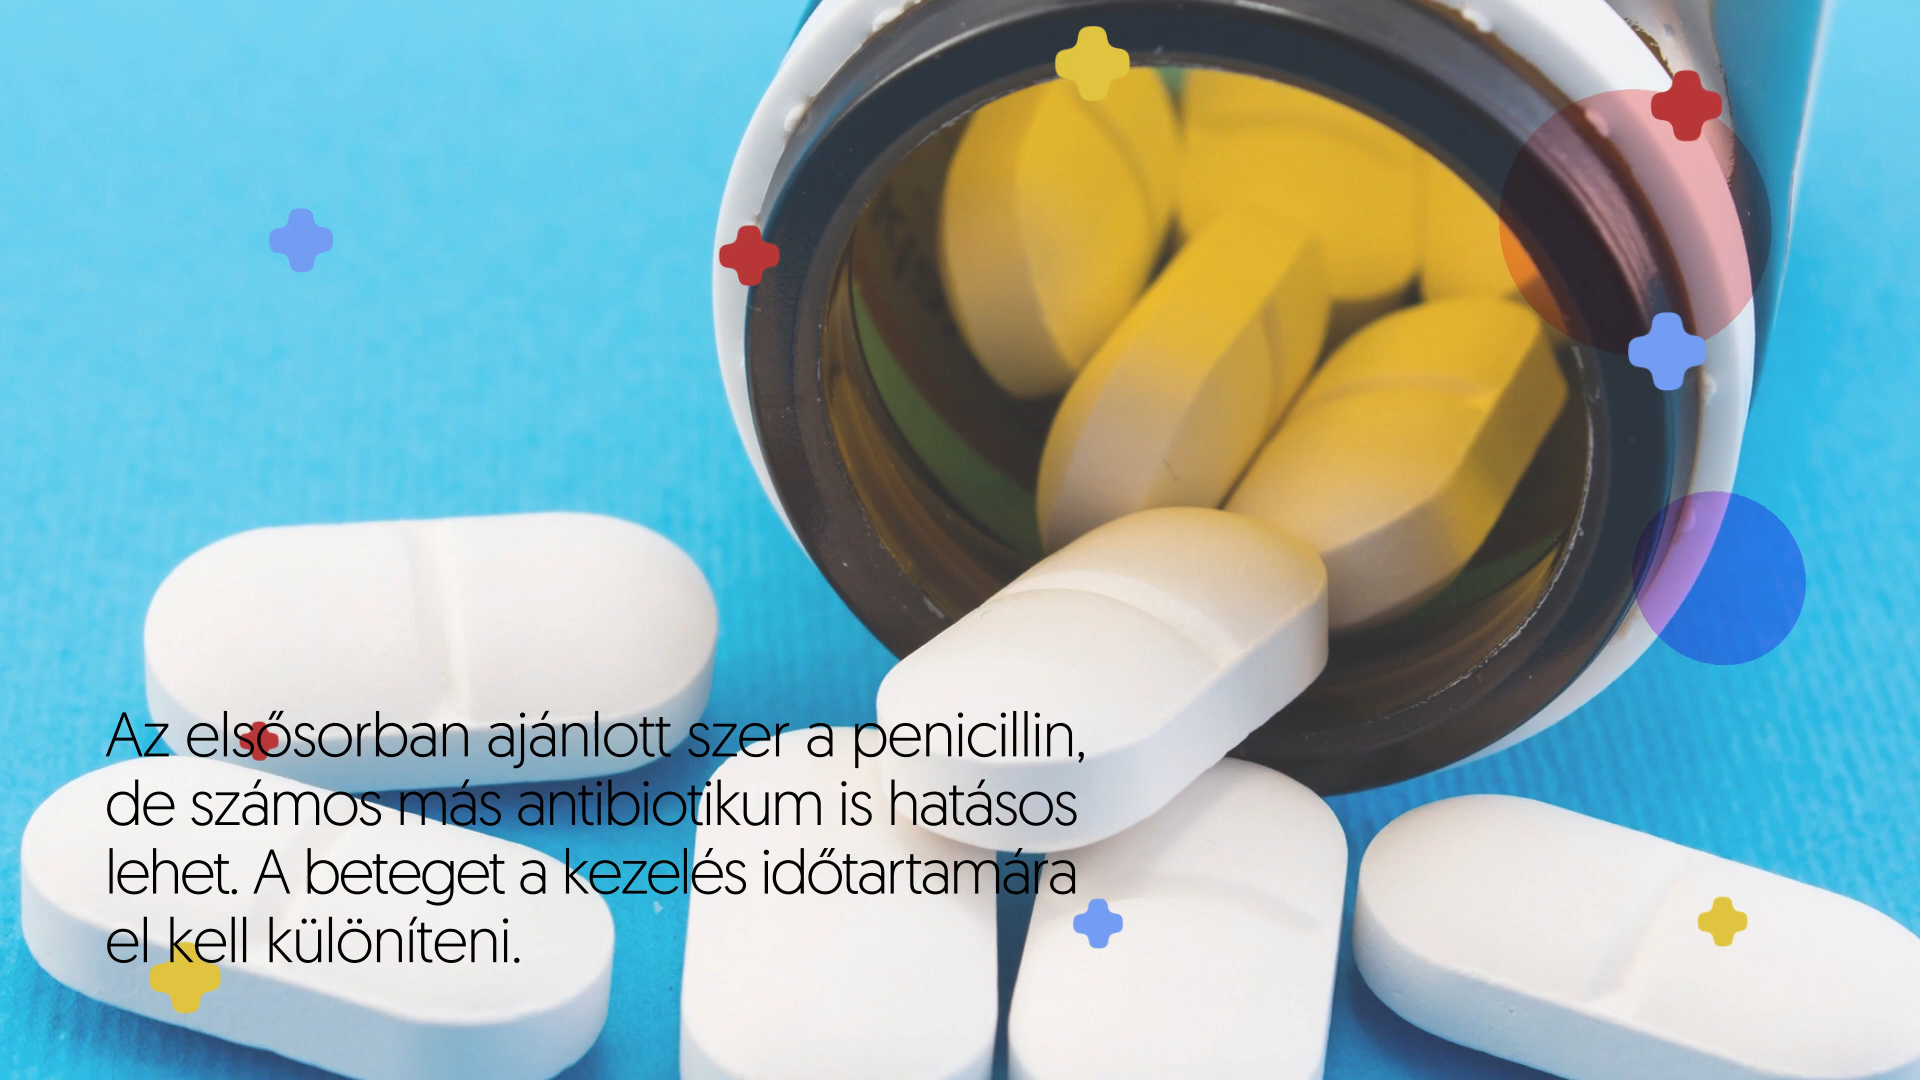 Az elsősorban ajánlott szer a penicillin,
de számos más antibiotikum is hatásos
lehet. A beteget a kezelés időtartamára
el kell különíteni.